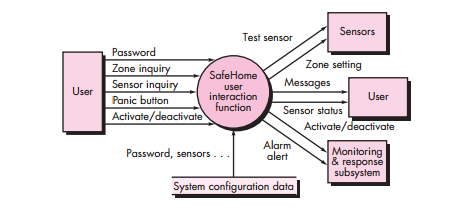 User
Password
Zone inquiry
Sensor inquiry
Panic button
Activate/deactivate
SafeHome
user
interaction
function
Test sensor
Sensors
Zone setting
Messages
User
Sensor status
Activate/deactivate
Alarm
alert
Monitoring
& response
subsystem
Password, sensors . . .
System configuration data